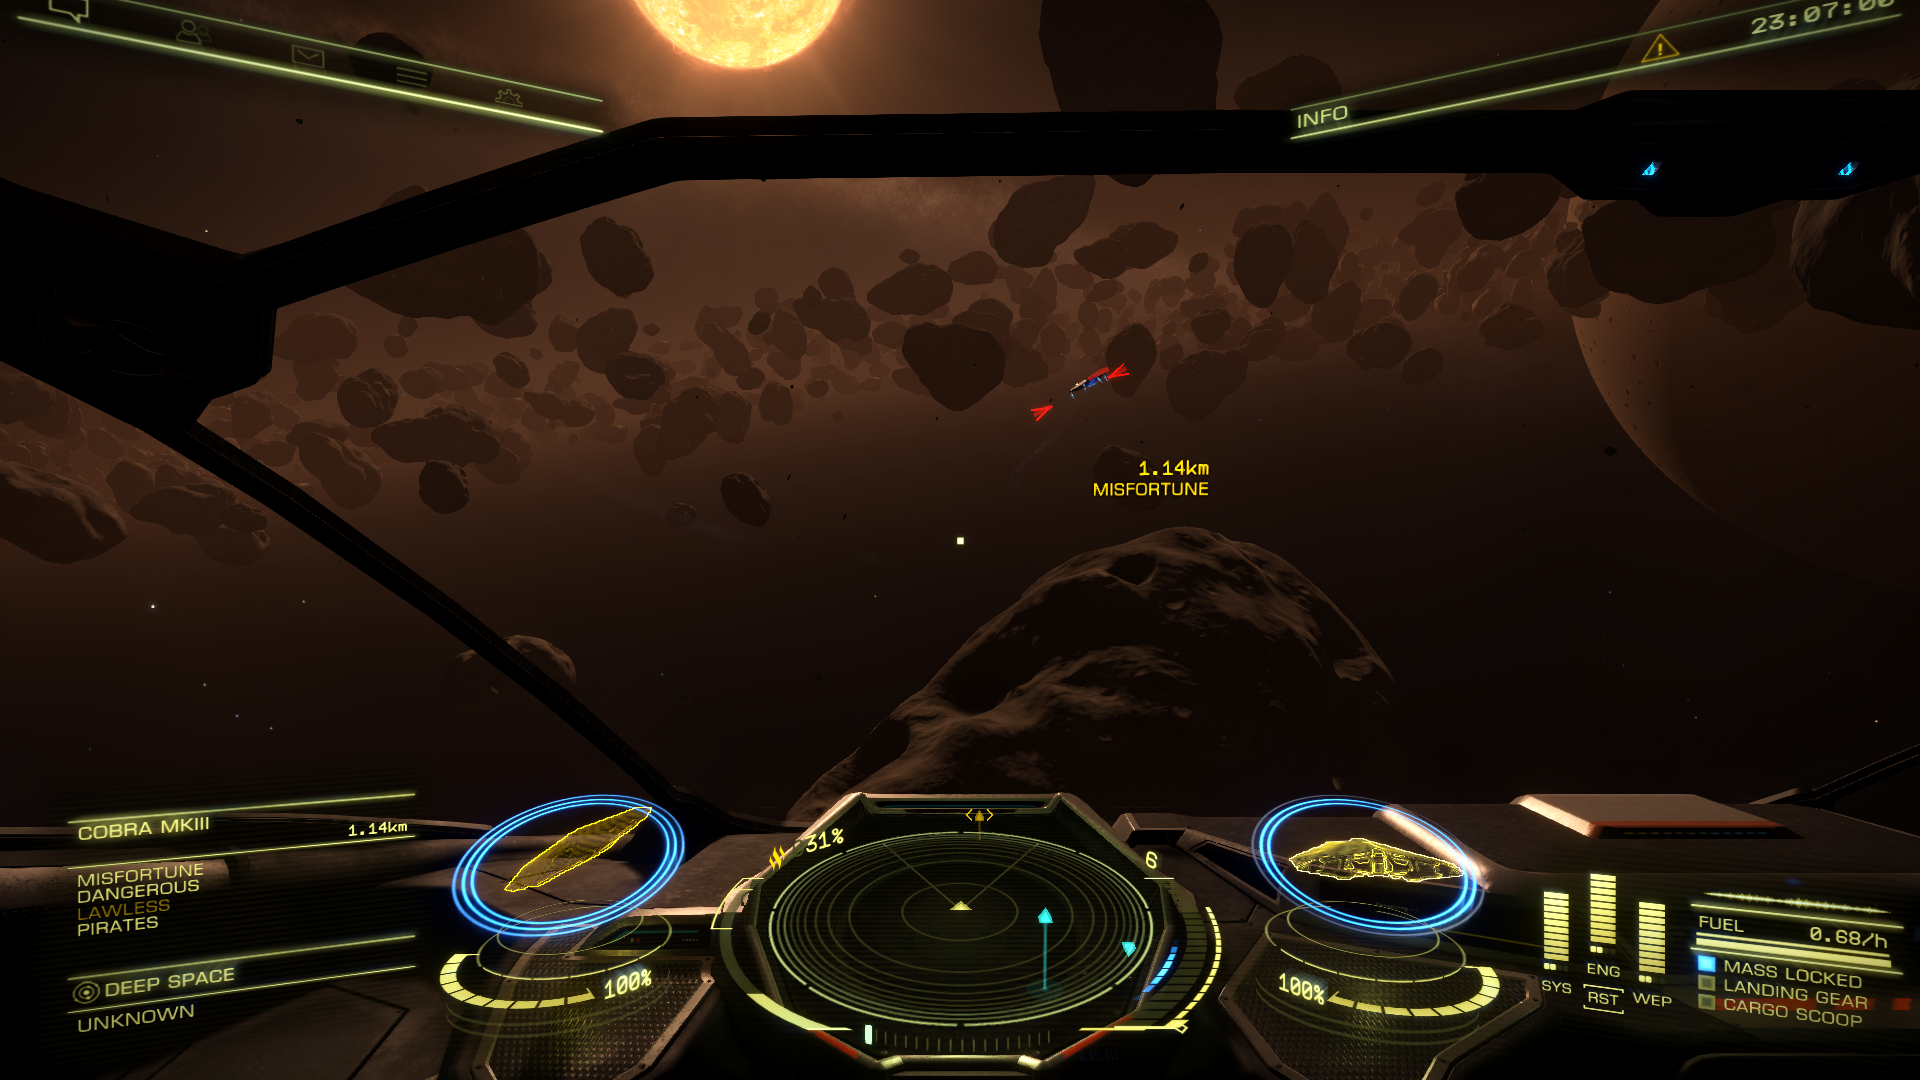 23:07:00
INFO
1.14km
MISFORTUNE
COBRA MKIII
1.14km
MISFORTUNE
DANGEROUS
LAWLESS
PIRATES
DEEP SPACE
UNKNOWN
100%
31%
6
100%
SYS
ENG
RST
WEP
FUEL
0.68/h
MASS LOCKED
LANDING GEAR
CARGO SCOOP